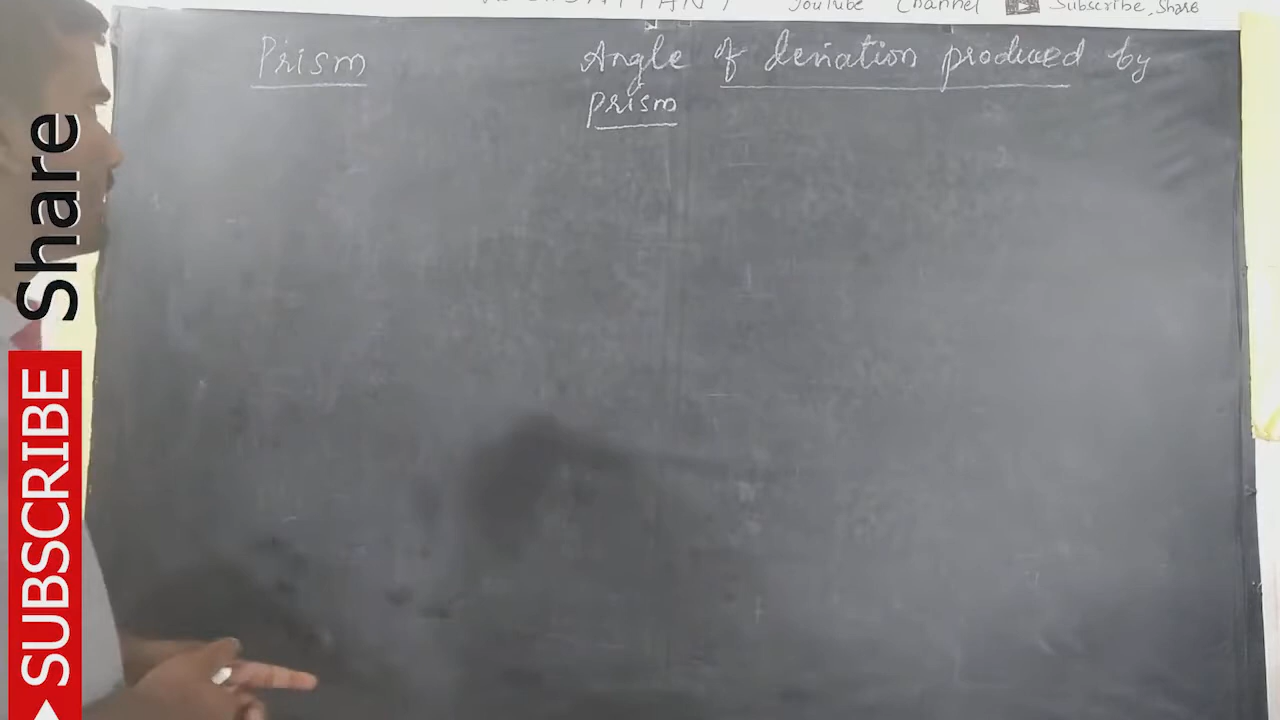 YouTube Channel Subscribe, Share
Prism
Angle of deviation produced by
prism
Share
SUBSCRIBE